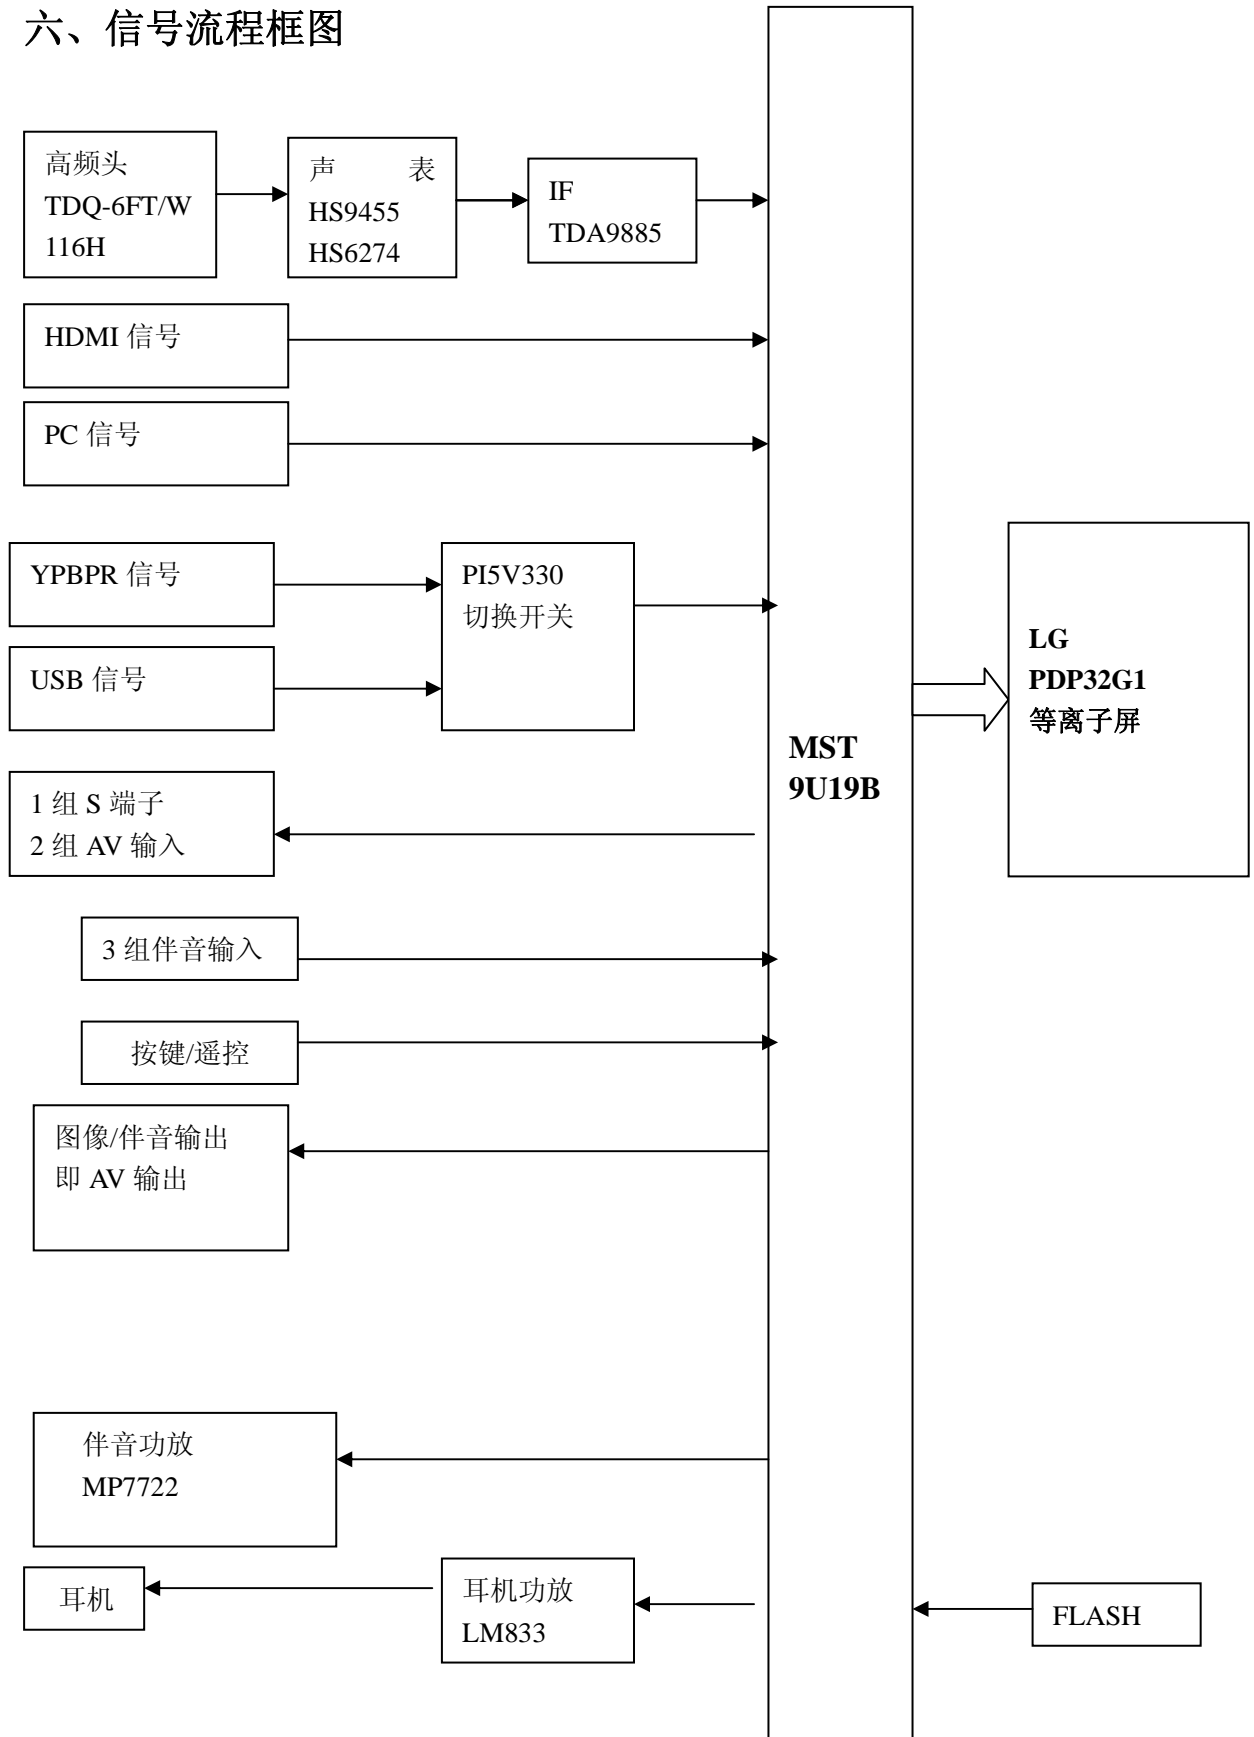 六、信号流程框图
高频头
TDQ-6FT/W
116H
声 表
HS9455
HS6274
IF
TDA9885
HDMI 信号
PC 信号
YPBPR 信号
USB 信号
PI5V330
切换开关
LG
PDP32G1
等离子屏
MST
9U19B
1 组 S 端子
2 组 AV 输入
3 组伴音输入
按键/遥控
图像/伴音输出
即 AV 输出
伴音功放
MP7722
耳机
耳机功放
LM833
FLASH